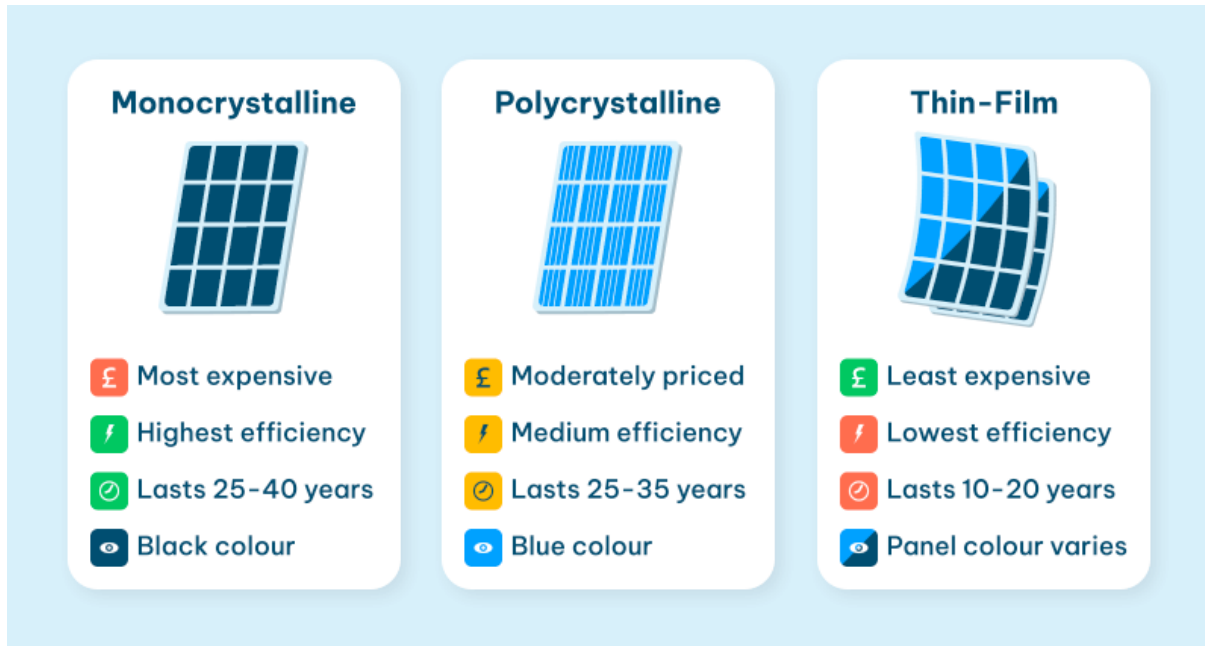 Monocrystalline
£ Most expensive
Highest efficiency
Lasts 25-40 years
Black colour
Polycrystalline
£ Moderately priced
Medium efficiency
Lasts 25-35 years
Blue colour
Thin-Film
£ Least expensive
Lowest efficiency
Lasts 10-20 years
Panel colour varies